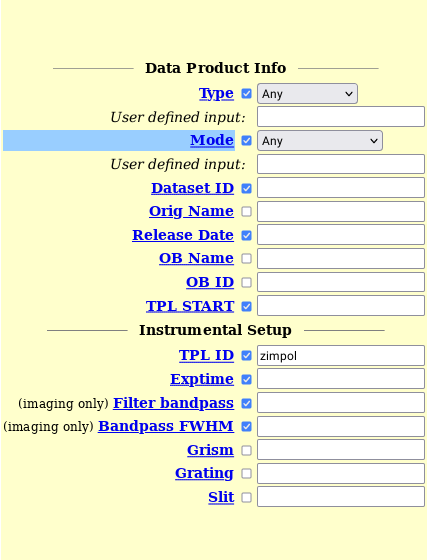 Data Product Info
Type Any
User defined input:
Mode Any
User defined input:
Dataset ID
Orig Name
Release Date
OB Name
OB ID
TPL START
Instrumental Setup
TPL ID zimpol
Exptime
(imaging only) Filter bandpass
(imaging only) Bandpass FWHM
Grism
Grating
Slit